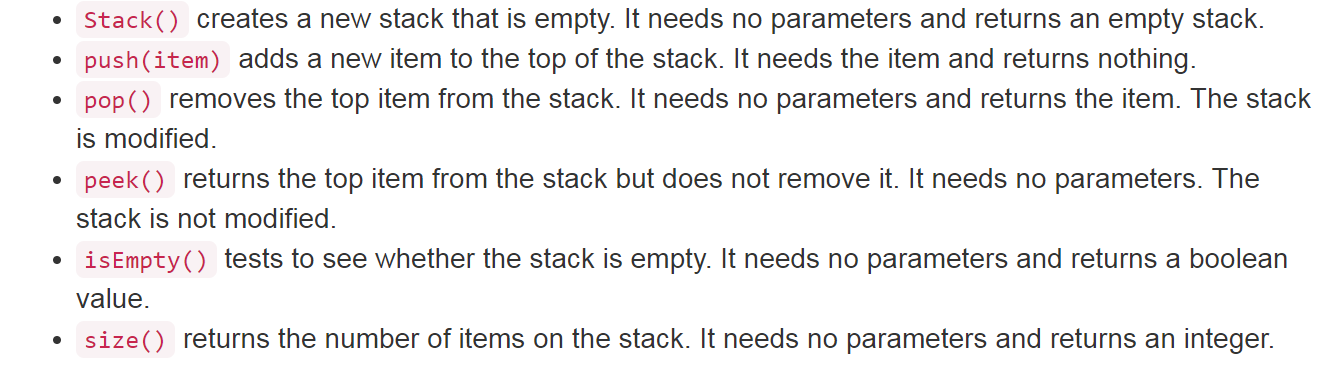 • Stack() creates a new stack that is empty. It needs no parameters and returns an empty stack.
• push(item) adds a new item to the top of the stack. It needs the item and returns nothing.
• pop() removes the top item from the stack. It needs no parameters and returns the item. The stack
is modified.
• peek() returns the top item from the stack but does not remove it. It needs no parameters. The
stack is not modified.
• isEmpty() tests to see whether the stack is empty. It needs no parameters and returns a boolean
value.
• size() returns the number of items on the stack. It needs no parameters and returns an integer.